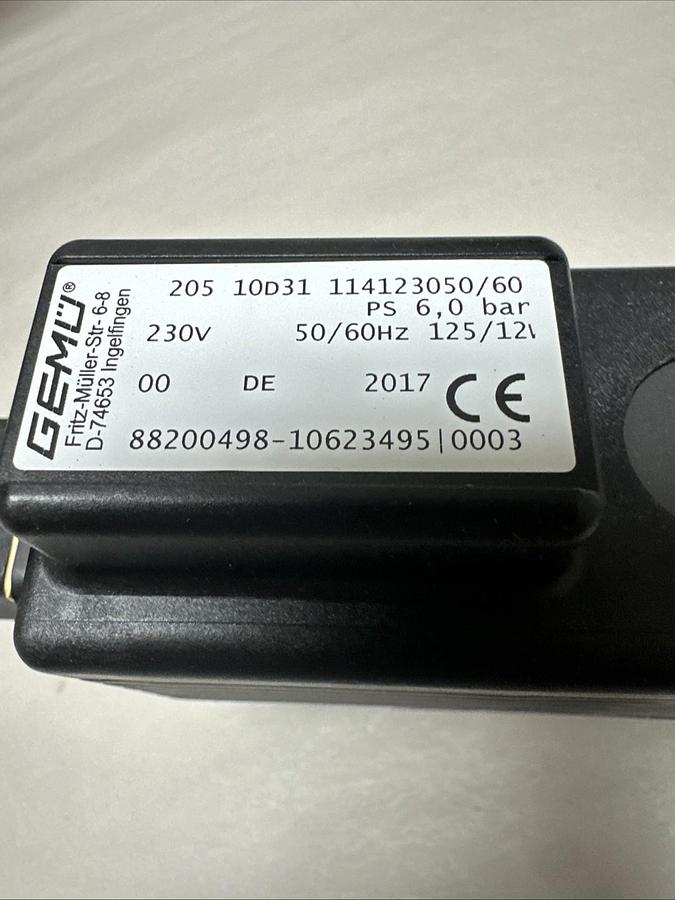 GEMÜ®
Fritz-Müller-Str- 6-8
D-74653 Ingelfingen
205 10D31 114123050/60
PS 6,0 bar
230V 50/60Hz 125/12
00 DE 2017 CE
88200498-10623495|0003